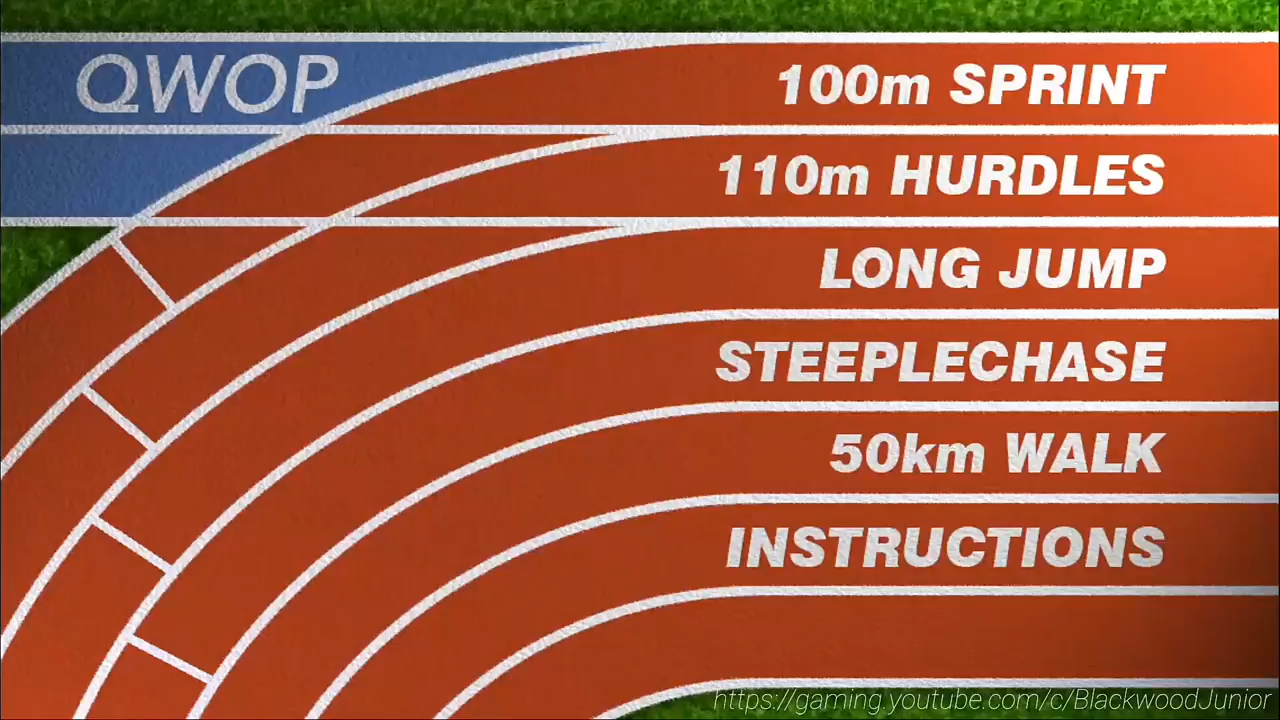 QWOP
100m SPRINT
110m HURDLES
LONG JUMP
STEEPLECHASE
50km WALK
INSTRUCTIONS
https://gaming.youtube.com/c/BlackwoodJunior